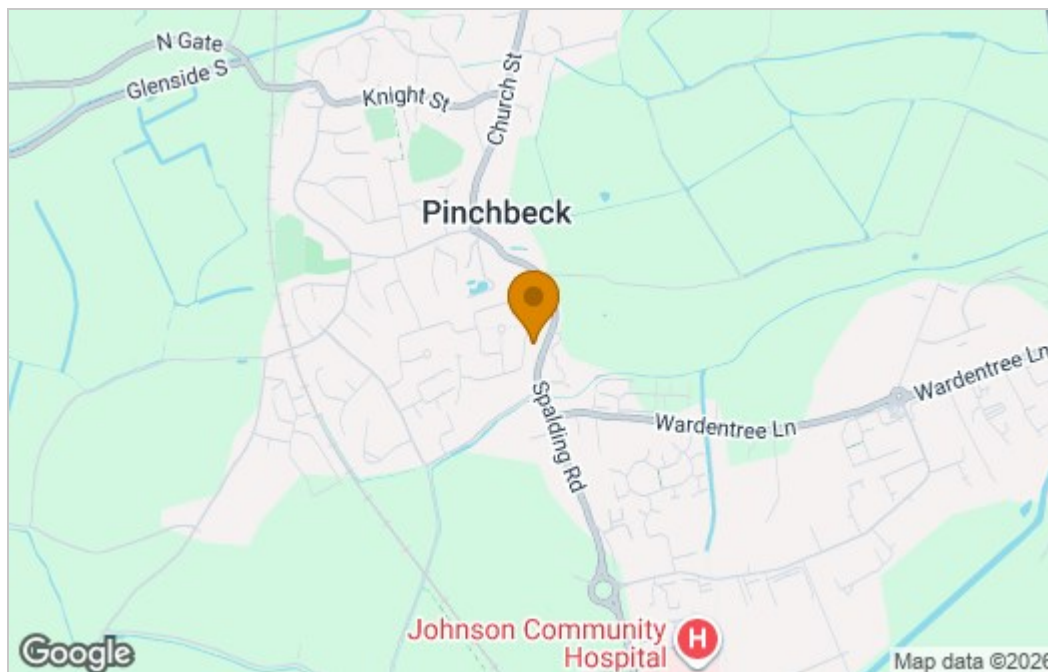 N Gate
Glenside S
Knight St
Church St
Pinchbeck
Wardentree Ln
Wardentree Ln
Spalding Rd
Johnson Community
Hospital
H
Google
Map data ©2026